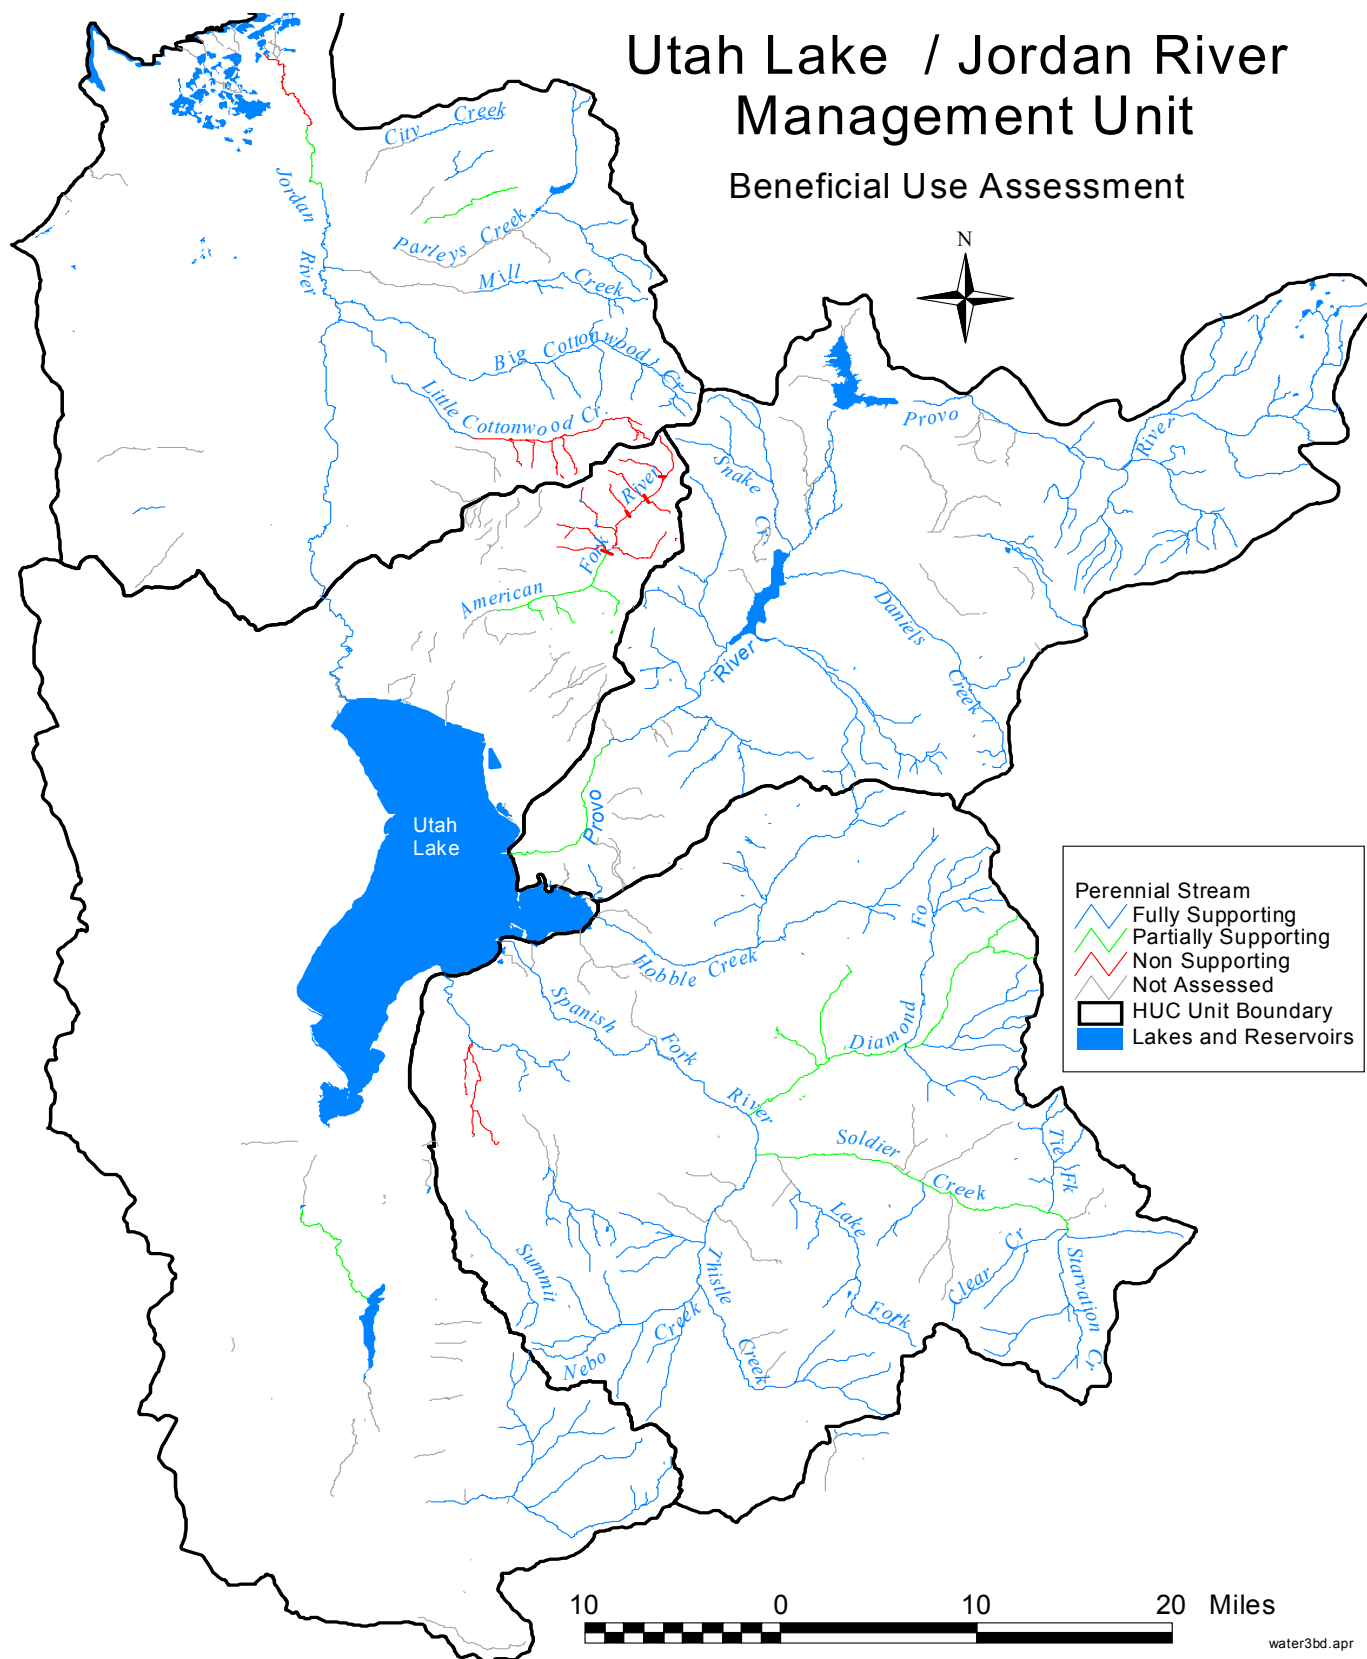 Utah Lake / Jordan River
Management Unit
Beneficial Use Assessment
N
City Creek
Jordan River
Parleys Creek
Mill Creek
Big Cottonwood Cr.
Little Cottonwood Cr.
Provo River
Snake Cr.
American Fork River
Daniels Creek
River
Provo
Utah
Lake
Hobble Creek
Diamond Fo
Spanish Fork River
Soldier Creek
Tie Fk
Lake Fork
Clear Cr
Starvation Cr
Summit
Thistle Creek
Nebo Creek
Perennial Stream
Fully Supporting
Partially Supporting
Non Supporting
Not Assessed
HUC Unit Boundary
Lakes and Reservoirs
10 0 10 20 Miles
water3bd.apr